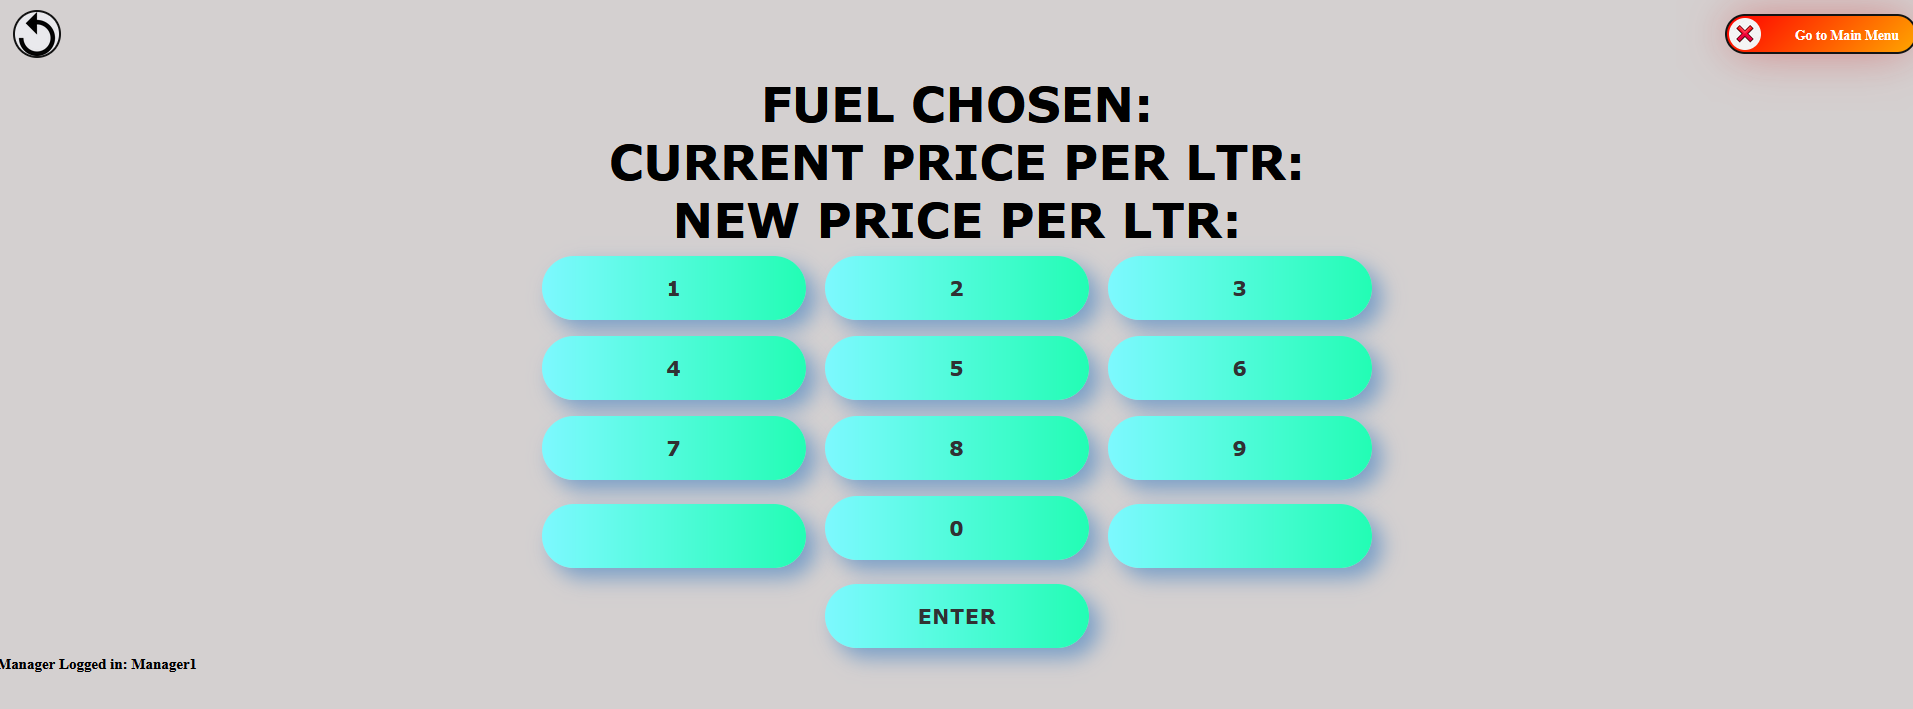 Go to Main Menu
FUEL CHOSEN:
CURRENT PRICE PER LTR:
NEW PRICE PER LTR:
1 2 3
4 5 6
7 8 9
0
ENTER
Manager Logged in: Manager1